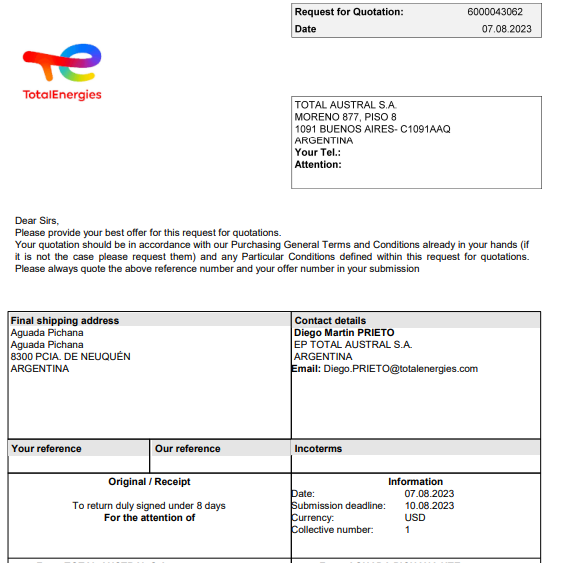 Request for Quotation: 6000043062
Date 07.08.2023
TotalEnergies
TOTAL AUSTRAL S.A.
MORENO 877, PISO 8
1091 BUENOS AIRES- C1091AAQ
ARGENTINA
Your Tel.:
Attention:
Dear Sirs,
Please provide your best offer for this request for quotations.
Your quotation should be in accordance with our Purchasing General Terms and Conditions already in your hands (if
it is not the case please request them) and any Particular Conditions defined within this request for quotations.
Please always quote the above reference number and your offer number in your submission
Final shipping address
Aguada Pichana
Aguada Pichana
8300 PCIA. DE NEUQUÉN
ARGENTINA
Contact details
Diego Martin PRIETO
EP TOTAL AUSTRAL S.A.
ARGENTINA
Email: Diego.PRIETO@totalenergies.com
Your reference
Our reference
Incoterms
Original / Receipt
To return duly signed under 8 days
For the attention of
Information
Date: 07.08.2023
Submission deadline: 10.08.2023
Currency: USD
Collective number: 1